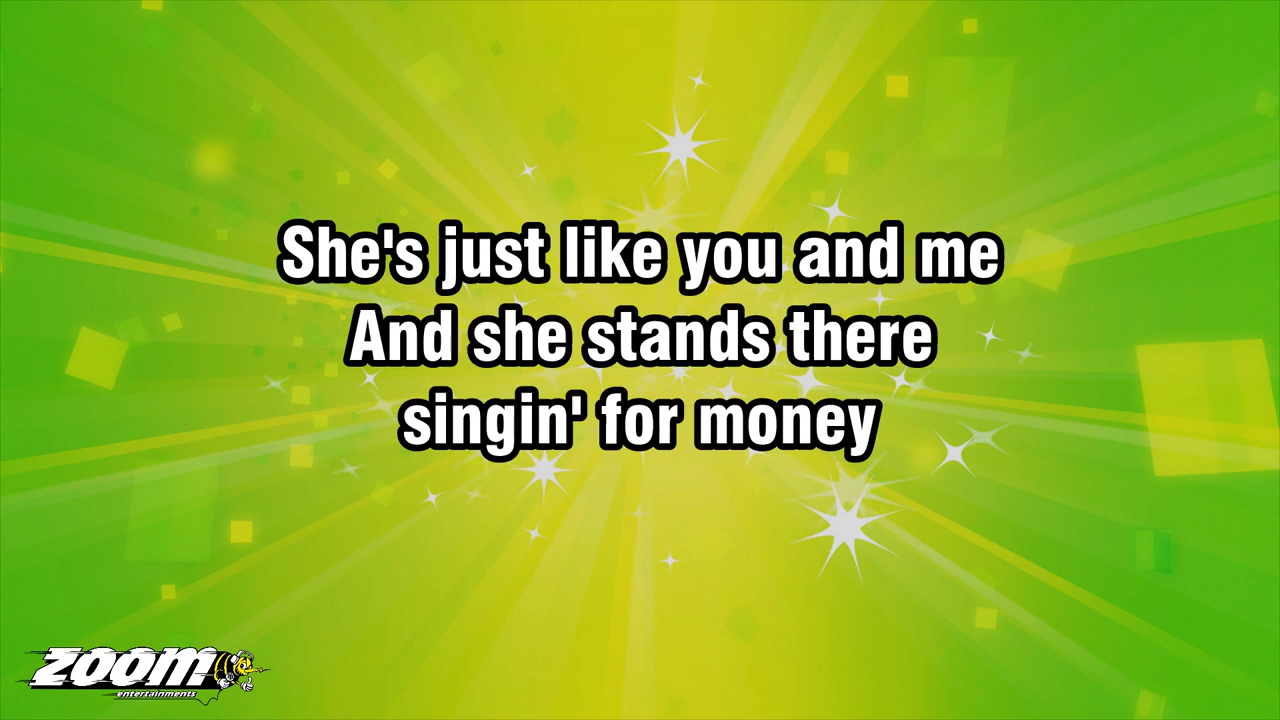 She's just like you and me
And she stands there
singin' for money
zoom
entertainments